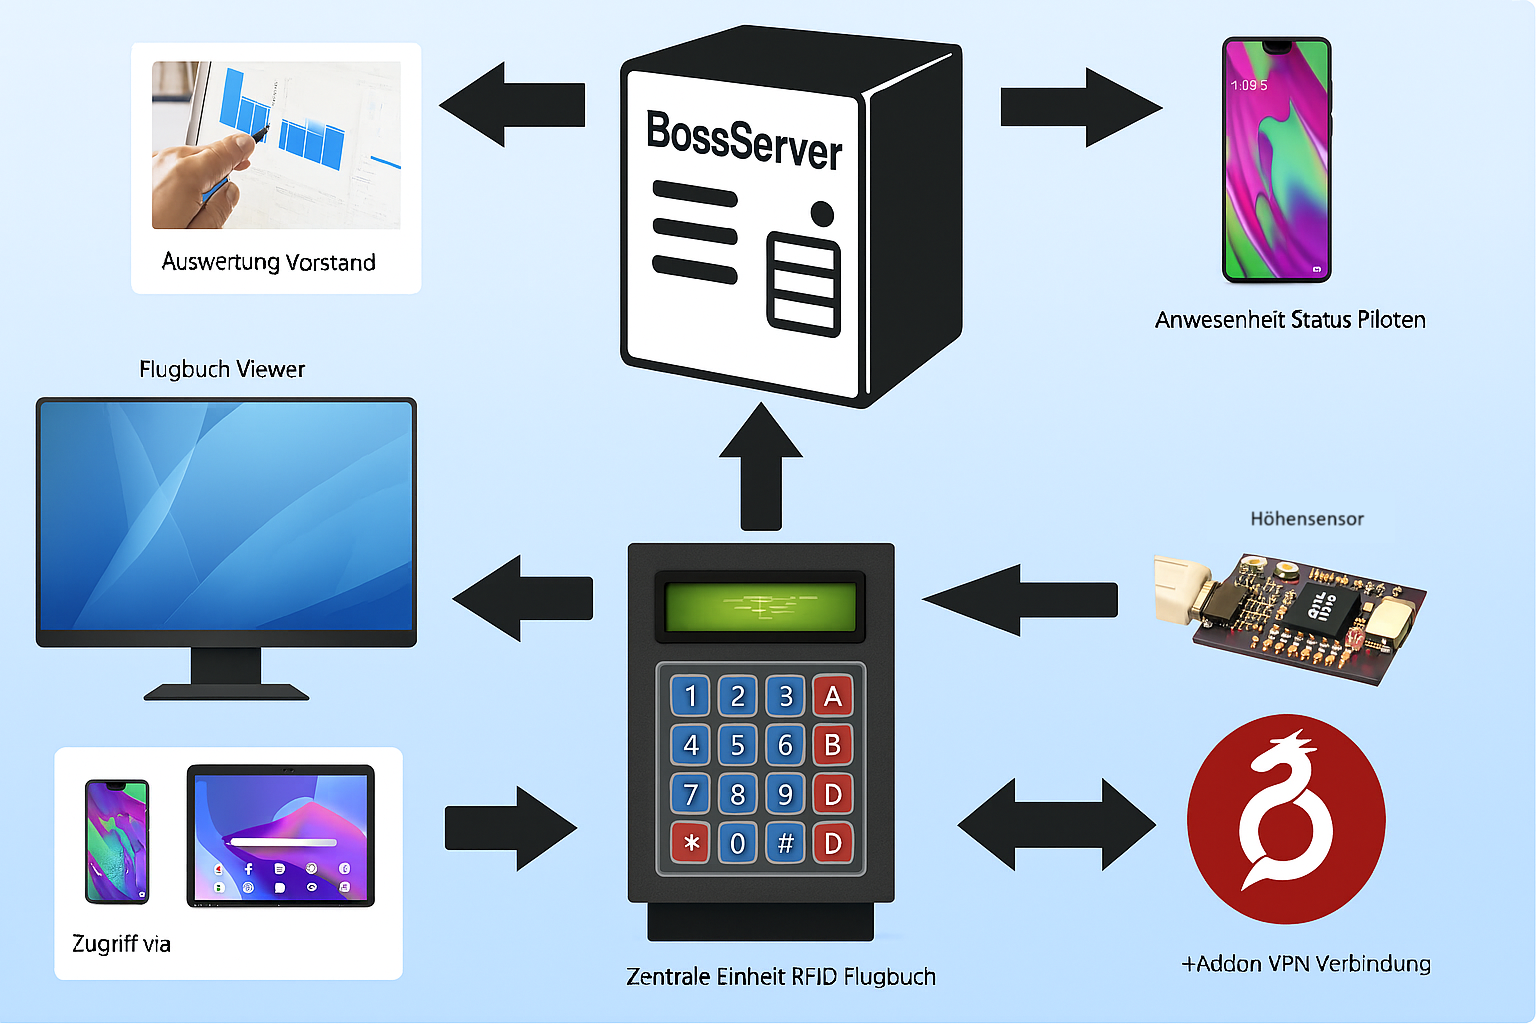 BossServer
1:09 5
Auswertung Vorstand
Anwesenheit Status Piloten
Flugbuch Viewer
Höhensensor
1 2 3 A
4 5 6 B
7 8 9 D
* 0 # D
Zugriff via
Zentrale Einheit RFID Flugbuch
+Addon VPN Verbindung